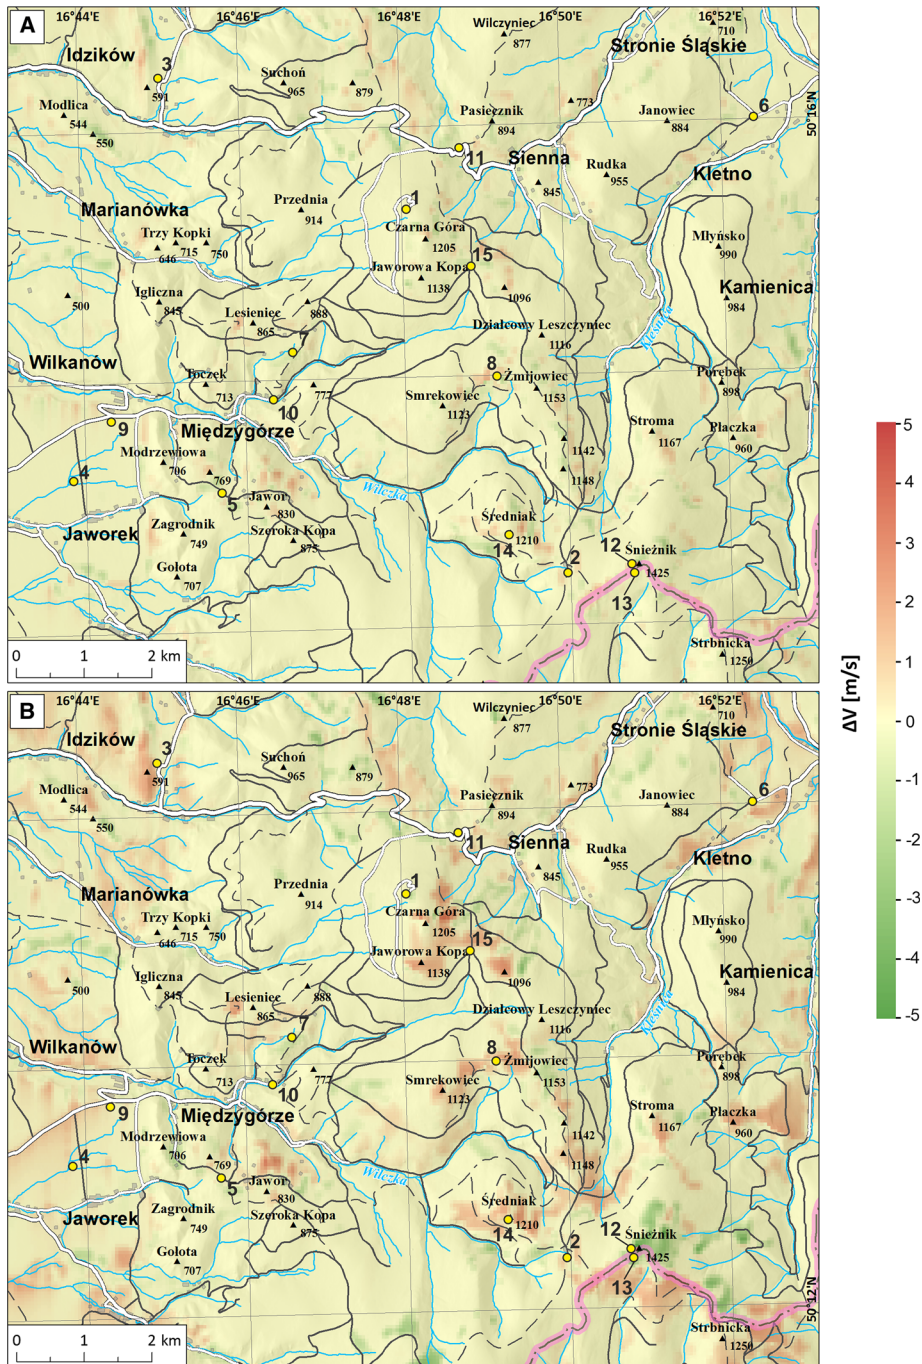 A
16°44'E 16°46'E 16°48'E 16°50'E 16°52'E
Wilczyniec
877
710
Stronie Śląskie
Idzików
3
591
Suchoń
965
879
Modlica
544
550
Pasiecznik
894
773
Janowiec
884
6
50°16'N
11
Sienna
845
Rudka
955
Kletno
Marianówka
Przednia
914
1
Czarna Góra
1205
Trzy Kopki
646
715
750
15
Młyńsko
990
Jaworowa Kopa
1138
500
Igliczna
845
888
1096
Kamienica
984
Lesieniec
865
Działcowy Leszczyniec
1116
Kleśnica
7
Wilkanów
Toczek
713
777
8
Żmijowiec
1153
Porębek
898
10
Smrekowiec
1123
9
Międzygórze
Stroma
1167
Płaczka
960
Modrzewiowa
706
769
1142
1148
4
5
Wilczka
Jawor
830
Średniak
1210
Jaworek
Zagrodnik
749
Szeroka Kopa
875
14
2
12
Śnieżnik
1425
13
Gołota
707
Strbnicka
1250
0 1 2 km
B
16°44'E 16°46'E 16°48'E 16°50'E 16°52'E
Wilczyniec
877
710
Stronie Śląskie
Idzików
3
591
Suchoń
965
879
Modlica
544
550
Pasiecznik
894
773
Janowiec
884
6
11
Sienna
845
Rudka
955
Kletno
Marianówka
Przednia
914
1
Czarna Góra
1205
Trzy Kopki
646
715
750
15
Młyńsko
990
Jaworowa Kopa
1138
500
Igliczna
845
888
1096
Kamienica
984
Lesieniec
865
Działcowy Leszczyniec
1116
Kleśnica
7
Wilkanów
Toczek
713
777
8
Żmijowiec
1153
Porębek
898
10
Smrekowiec
1123
9
Międzygórze
Stroma
1167
Płaczka
960
Modrzewiowa
706
769
1142
1148
4
5
Wilczka
Jawor
830
Średniak
1210
Jaworek
Zagrodnik
749
Szeroka Kopa
875
14
2
12
Śnieżnik
1425
13
Gołota
707
50°12'N
Strbnicka
1250
0 1 2 km
ΔV [m/s]
5
4
3
2
1
0
-1
-2
-3
-4
-5